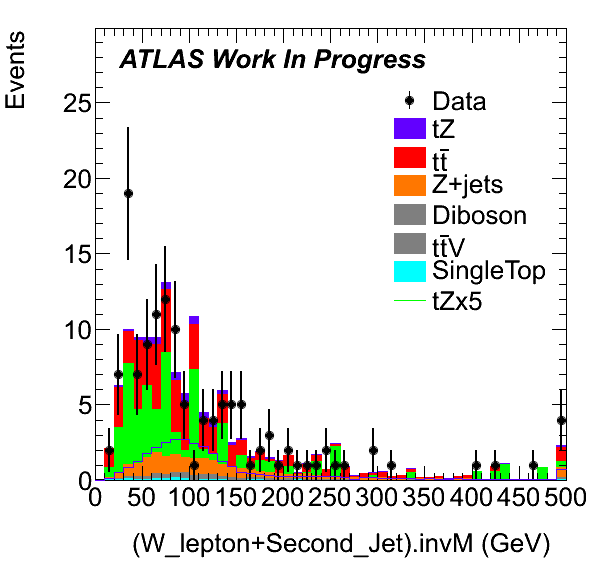 Events
ATLAS Work In Progress
Data
tZ
tt̄
Z+jets
Diboson
tt̄V
SingleTop
tZx5
25
20
15
10
5
0
0 50 100 150 200 250 300 350 400 450 500
(W_lepton+Second_Jet).invM (GeV)